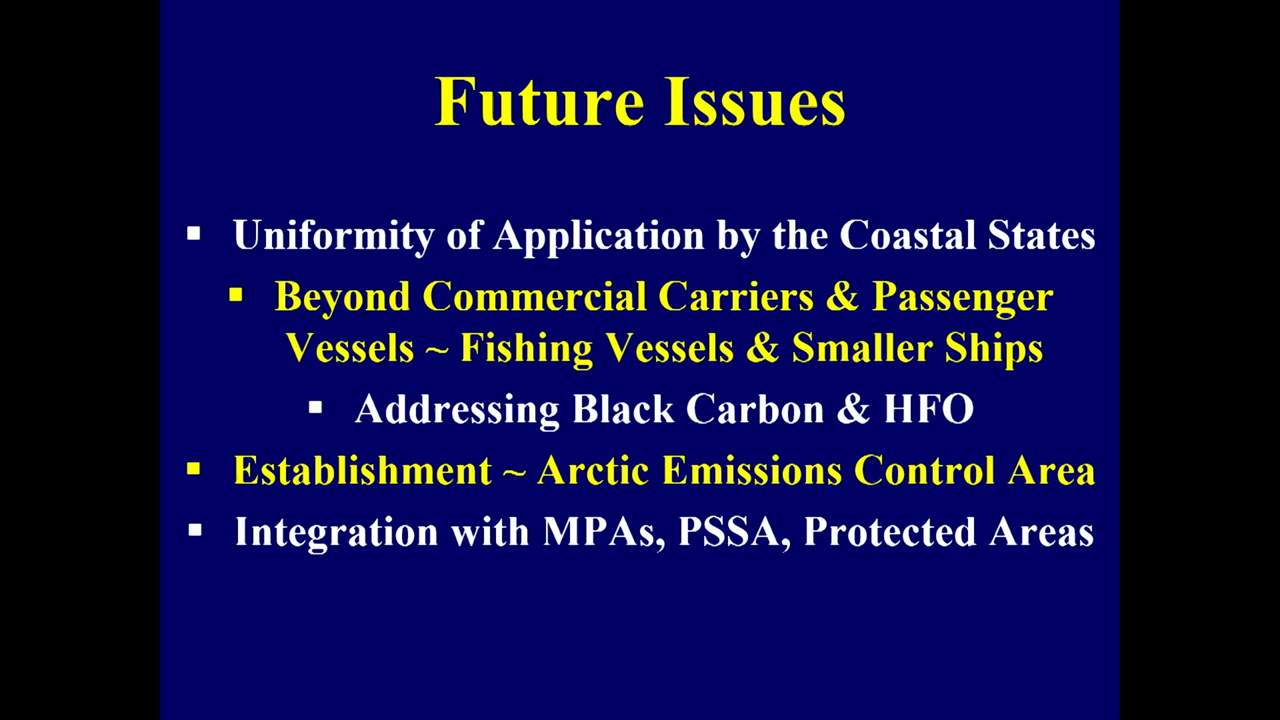 Future Issues
▪ Uniformity of Application by the Coastal States
▪ Beyond Commercial Carriers & Passenger
Vessels ~ Fishing Vessels & Smaller Ships
▪ Addressing Black Carbon & HFO
▪ Establishment ~ Arctic Emissions Control Area
▪ Integration with MPAs, PSSA, Protected Areas